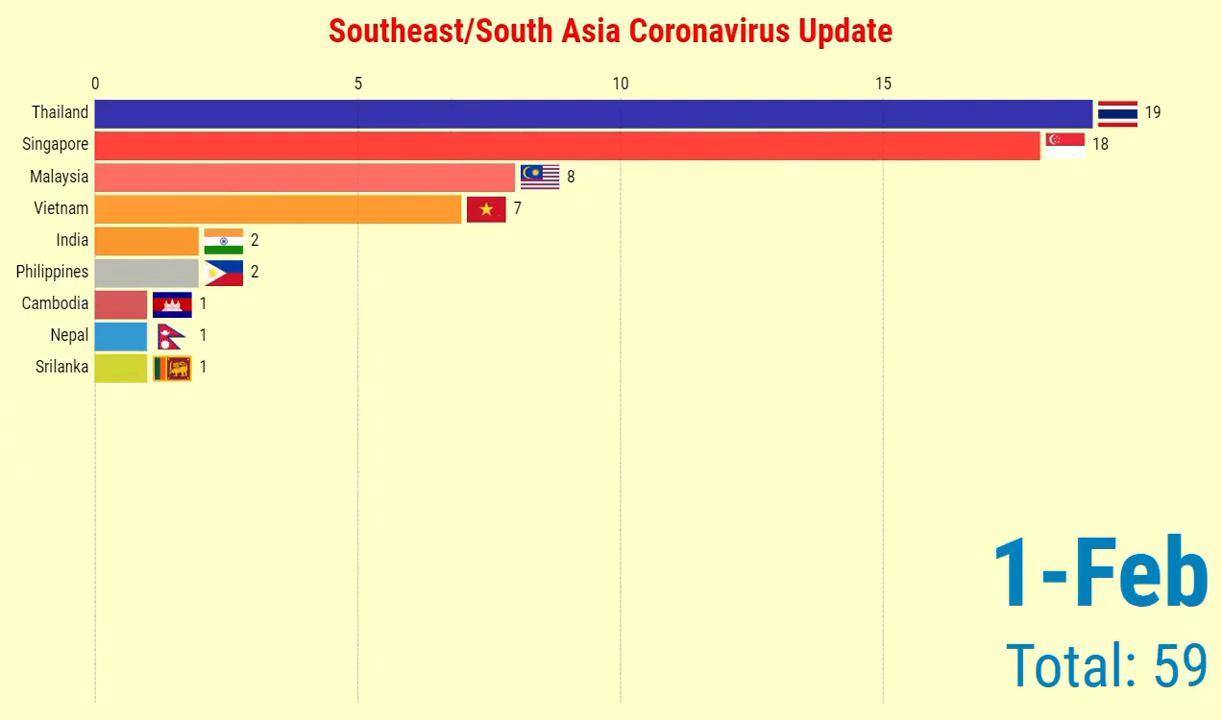 Southeast/South Asia Coronavirus Update
0 5 10 15
Thailand 19
Singapore 18
Malaysia 8
Vietnam 7
India 2
Philippines 2
Cambodia 1
Nepal 1
Srilanka 1
1-Feb
Total: 59